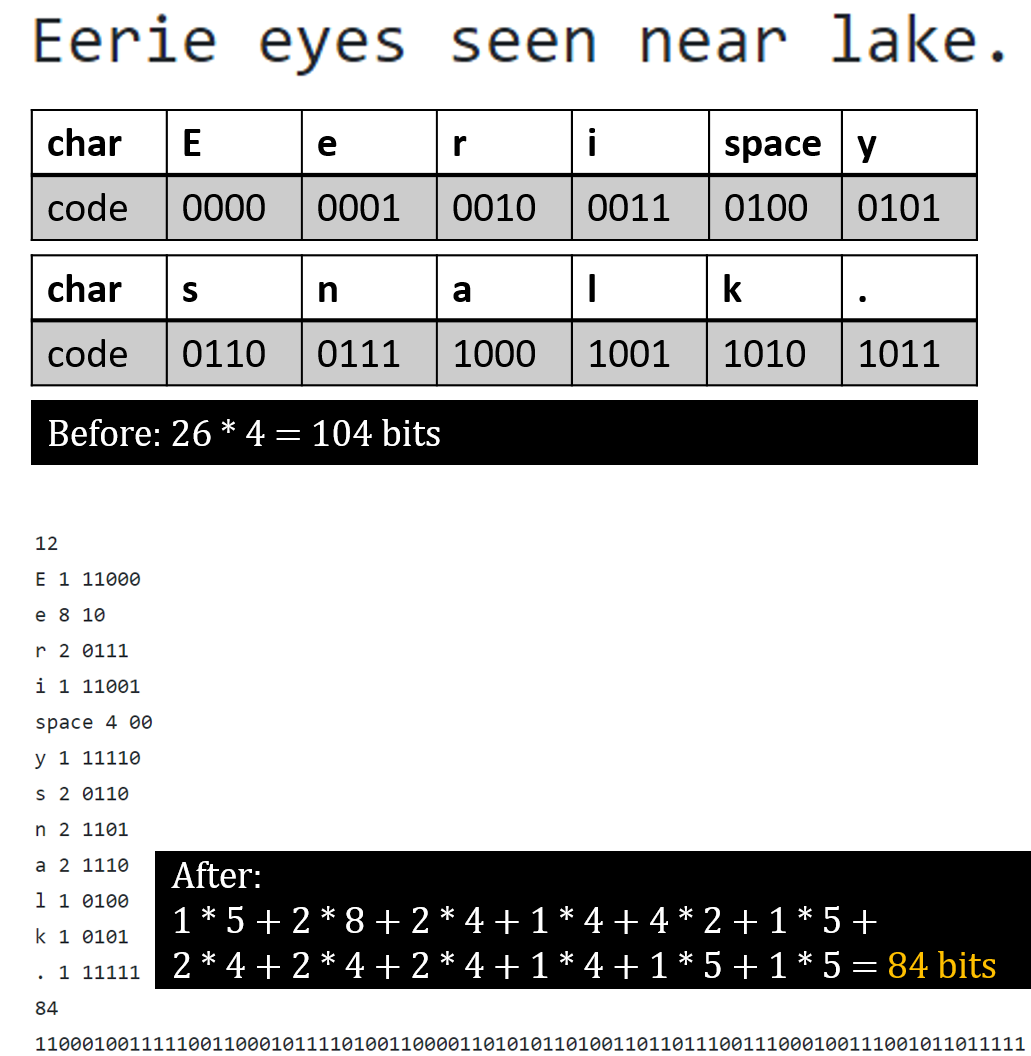 Eerie eyes seen near lake.
char E e r i space y
code 0000 0001 0010 0011 0100 0101
char s n a l k .
code 0110 0111 1000 1001 1010 1011
Before: 26 * 4 = 104 bits
12
E 1 11000
e 8 10
r 2 0111
i 1 11001
space 4 00
y 1 11110
s 2 0110
n 2 1101
a 2 1110
l 1 0100
k 1 0101
. 1 11111
After:
1 * 5 + 2 * 8 + 2 * 4 + 1 * 4 + 4 * 2 + 1 * 5 +
2 * 4 + 2 * 4 + 2 * 4 + 1 * 4 + 1 * 5 + 1 * 5 = 84 bits
84
110001001111100110001011110100110000110101011010011011011100111000100111001011011111